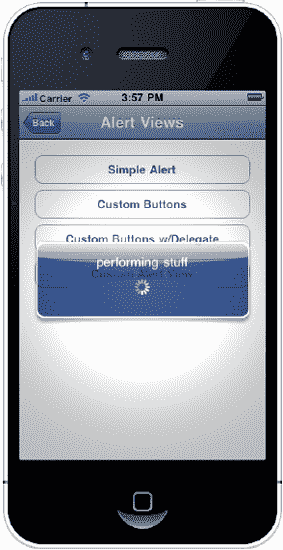 Carrier 3:57 PM
Back Alert Views
Simple Alert
Custom Buttons
Custom Buttons w/Delegate
performing stuff
Custom Alert View